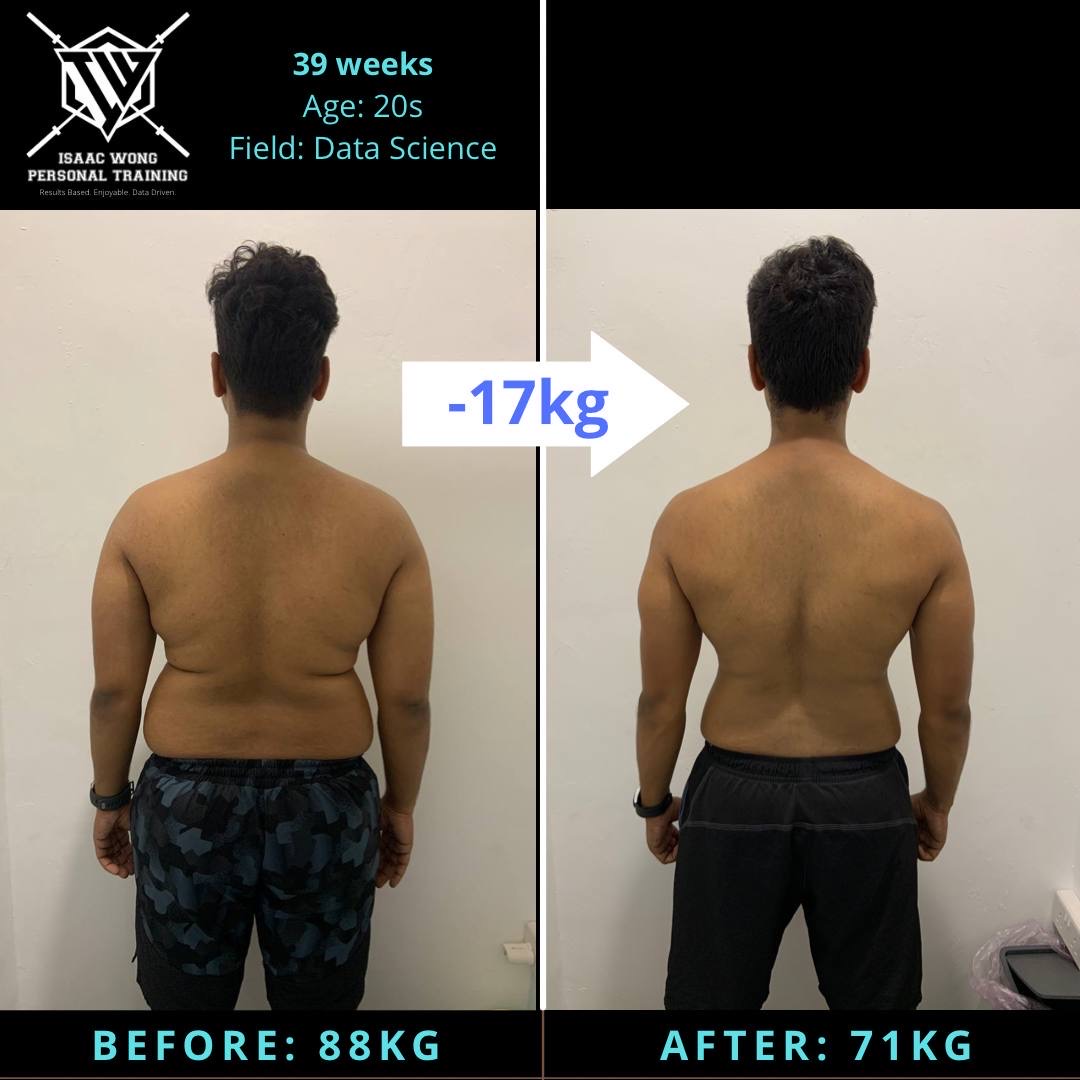 39 weeks
Age: 20s
Field: Data Science
ISAAC WONG
PERSONAL TRAINING
Results Based. Enjoyable. Data Driven.
-17kg
BEFORE: 88KG
AFTER: 71KG